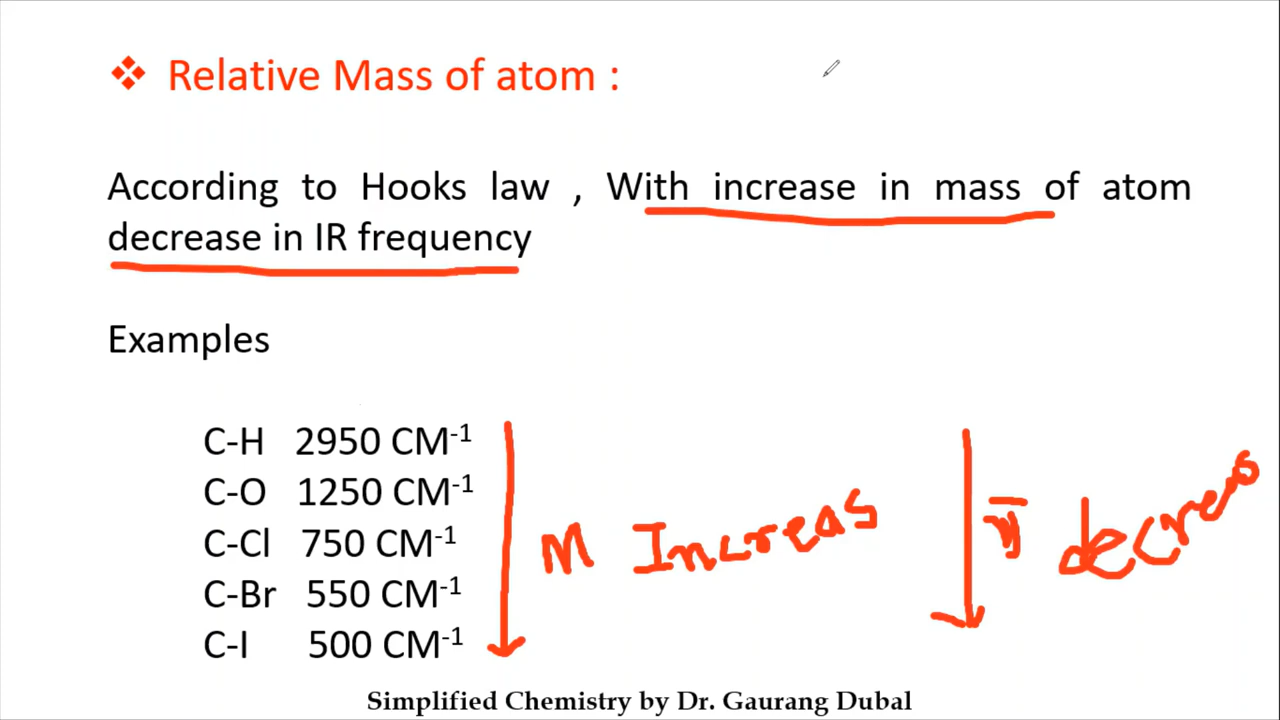 ❖ Relative Mass of atom :
According to Hooks law , With increase in mass of atom
decrease in IR frequency
Examples
C-H 2950 CM⁻¹
C-O 1250 CM⁻¹
C-Cl 750 CM⁻¹
C-Br 550 CM⁻¹
C-I 500 CM⁻¹
M Increas
decreas
Simplified Chemistry by Dr. Gaurang Dubal